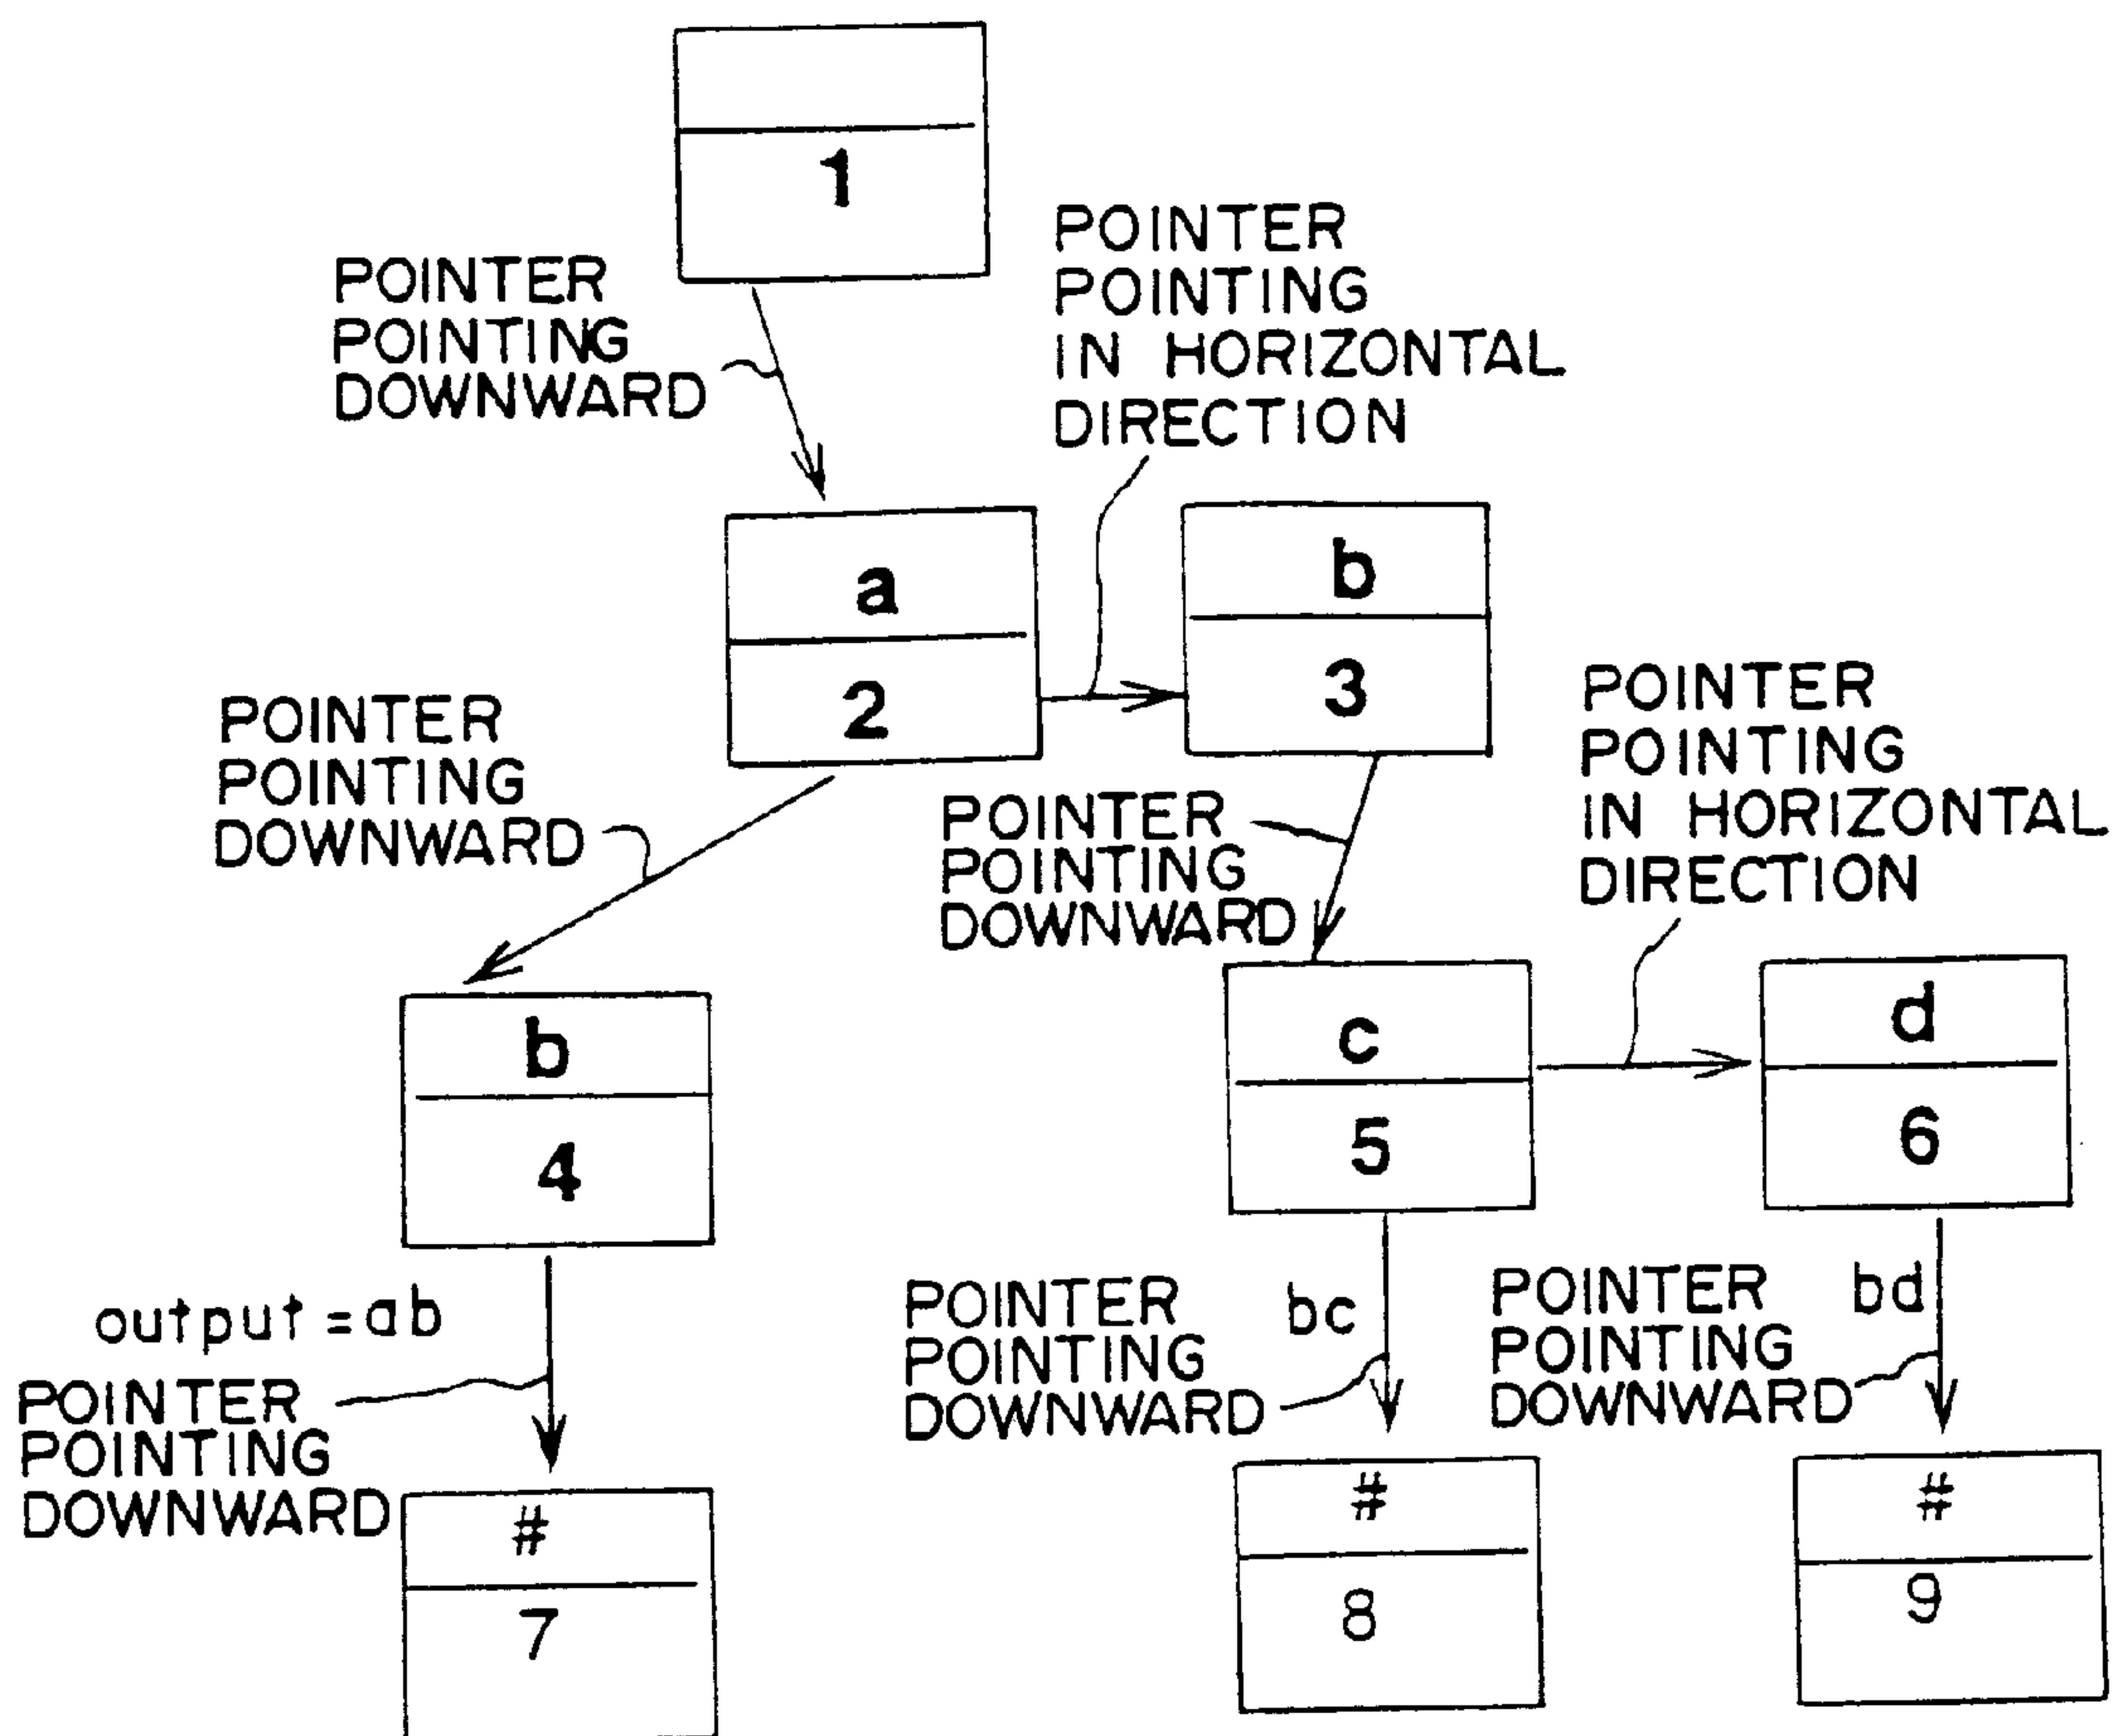 1
POINTER
POINTING
DOWNWARD
POINTER
POINTING
IN HORIZONTAL
DIRECTION
a
2
b
3
POINTER
POINTING
DOWNWARD
POINTER
POINTING
DOWNWARD
POINTER
POINTING
IN HORIZONTAL
DIRECTION
b
4
c
5
d
6
output = ab
POINTER
POINTING
DOWNWARD
POINTER
POINTING
DOWNWARD
bc
POINTER
POINTING
DOWNWARD
bd
#
7
#
8
#
9